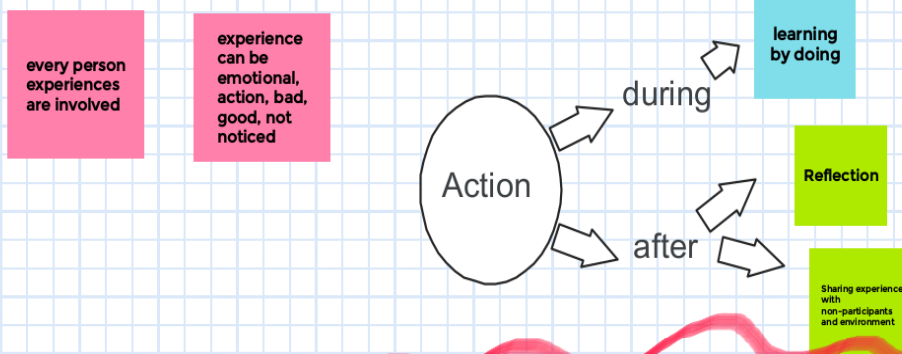 every person
experiences
are involved
experience
can be
emotional,
action, bad,
good, not
noticed
Action
during
learning
by doing
after
Reflection
Sharing experience
with
non-participants
and environment